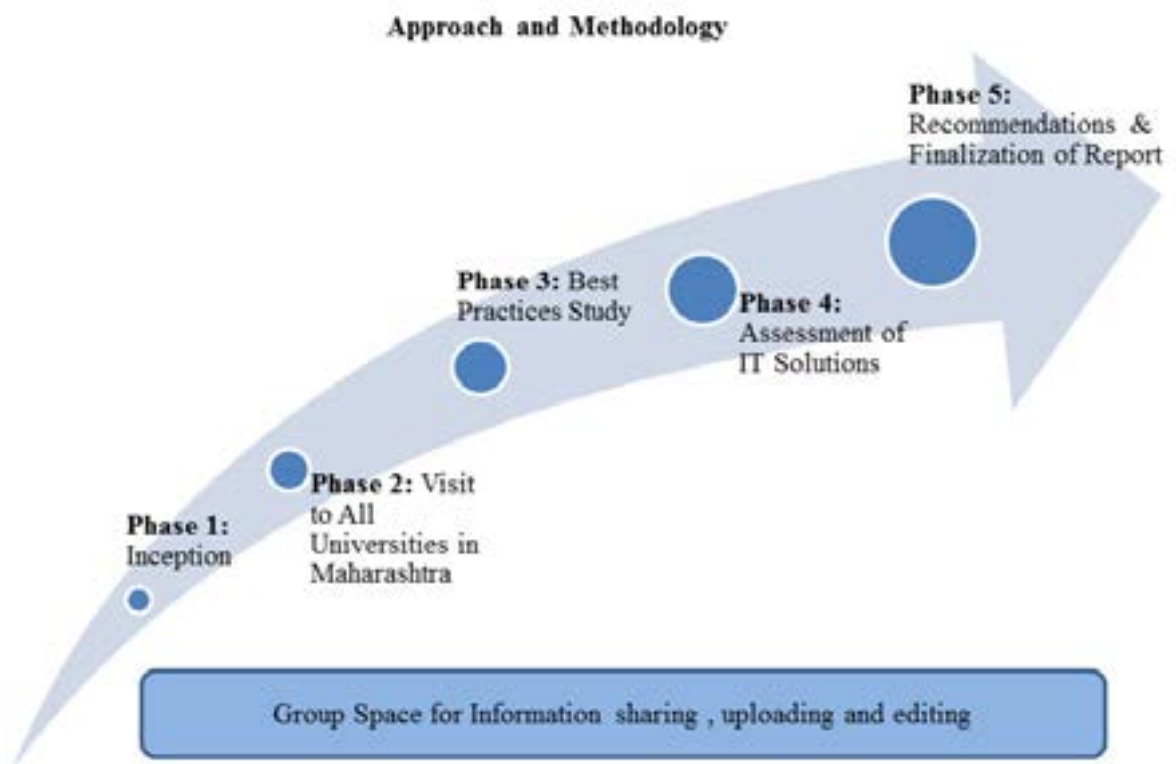 Approach and Methodology
Phase 5:
Recommendations &
Finalization of Report
Phase 3: Best
Practices Study
Phase 4:
Assessment of
IT Solutions
Phase 2: Visit
to All
Universities in
Maharashtra
Phase 1:
Inception
Group Space for Information sharing , uploading and editing